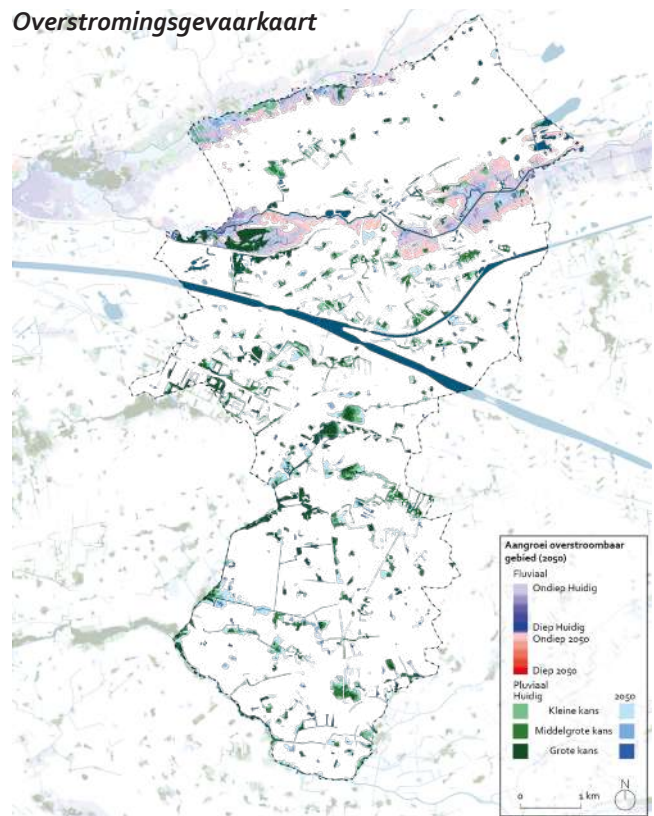 Overstromingsgevaarkaart
Aangroei overstroombaar
gebied (2050)
Fluviaal
Ondiep Huidig
Diep Huidig
Ondiep 2050
Diep 2050
Pluviaal
Huidig 2050
Kleine kans
Middelgrote kans
Grote kans
0 1 km
N